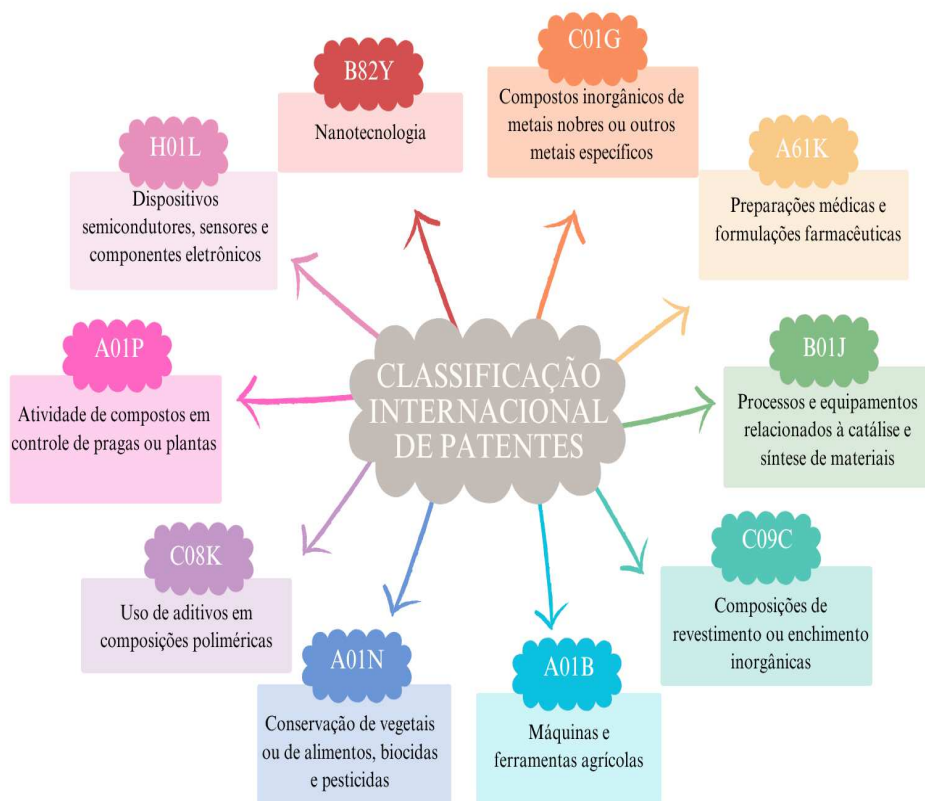 CLASSIFICAÇÃO
INTERNACIONAL
DE PATENTES
B82Y
Nanotecnologia
C01G
Compostos inorgânicos de
metais nobres ou outros
metais específicos
A61K
Preparações médicas e
formulações farmacêuticas
B01J
Processos e equipamentos
relacionados à catálise e
síntese de materiais
C09C
Composições de
revestimento ou enchimento
inorgânicas
A01B
Máquinas e
ferramentas agrícolas
A01N
Conservação de vegetais
ou de alimentos, biocidas
e pesticidas
C08K
Uso de aditivos em
composições poliméricas
A01P
Atividade de compostos em
controle de pragas ou plantas
H01L
Dispositivos
semicondutores, sensores e
componentes eletrônicos